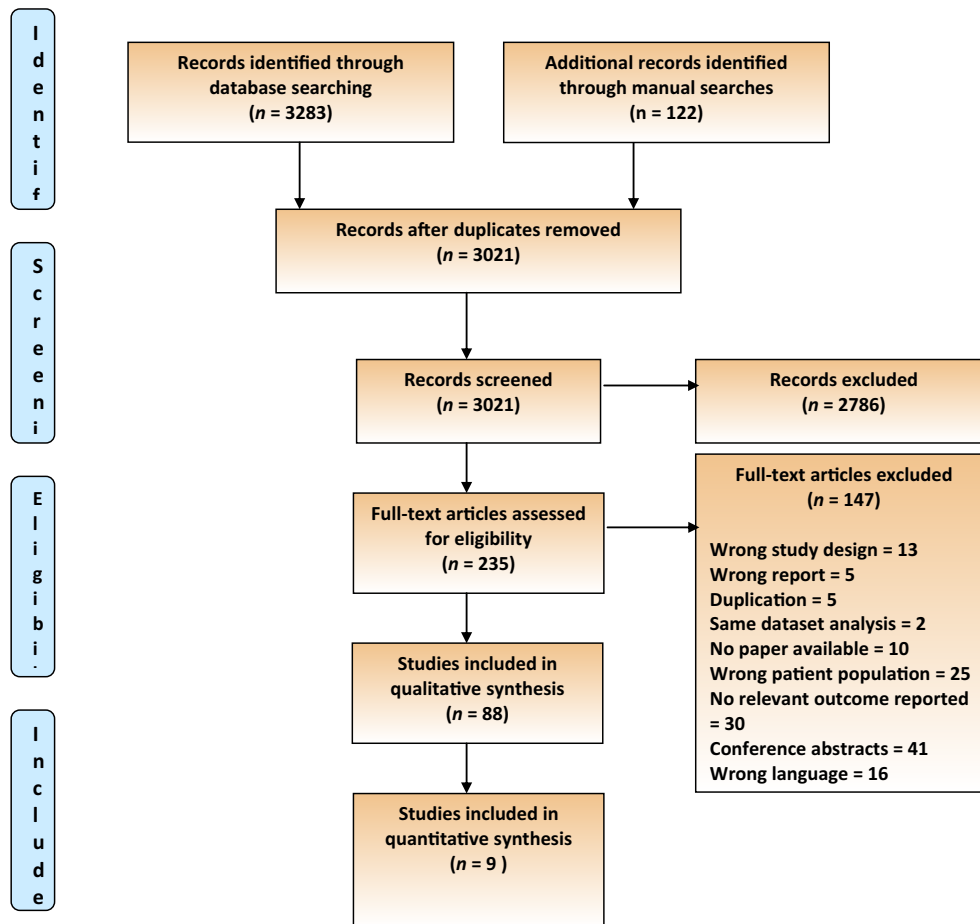 I
d
e
n
t
i
f
Records identified through
database searching
(n = 3283)
Additional records identified
through manual searches
(n = 122)
Records after duplicates removed
(n = 3021)
S
c
r
e
e
n
i
Records screened
(n = 3021)
Records excluded
(n = 2786)
E
l
i
g
i
b
i
Full-text articles assessed
for eligibility
(n = 235)
Full-text articles excluded
(n = 147)
Wrong study design = 13
Wrong report = 5
Duplication = 5
Same dataset analysis = 2
No paper available = 10
Wrong patient population = 25
No relevant outcome reported
= 30
Conference abstracts = 41
Wrong language = 16
Studies included in
qualitative synthesis
(n = 88)
I
n
c
l
u
d
e
Studies included in
quantitative synthesis
(n = 9 )